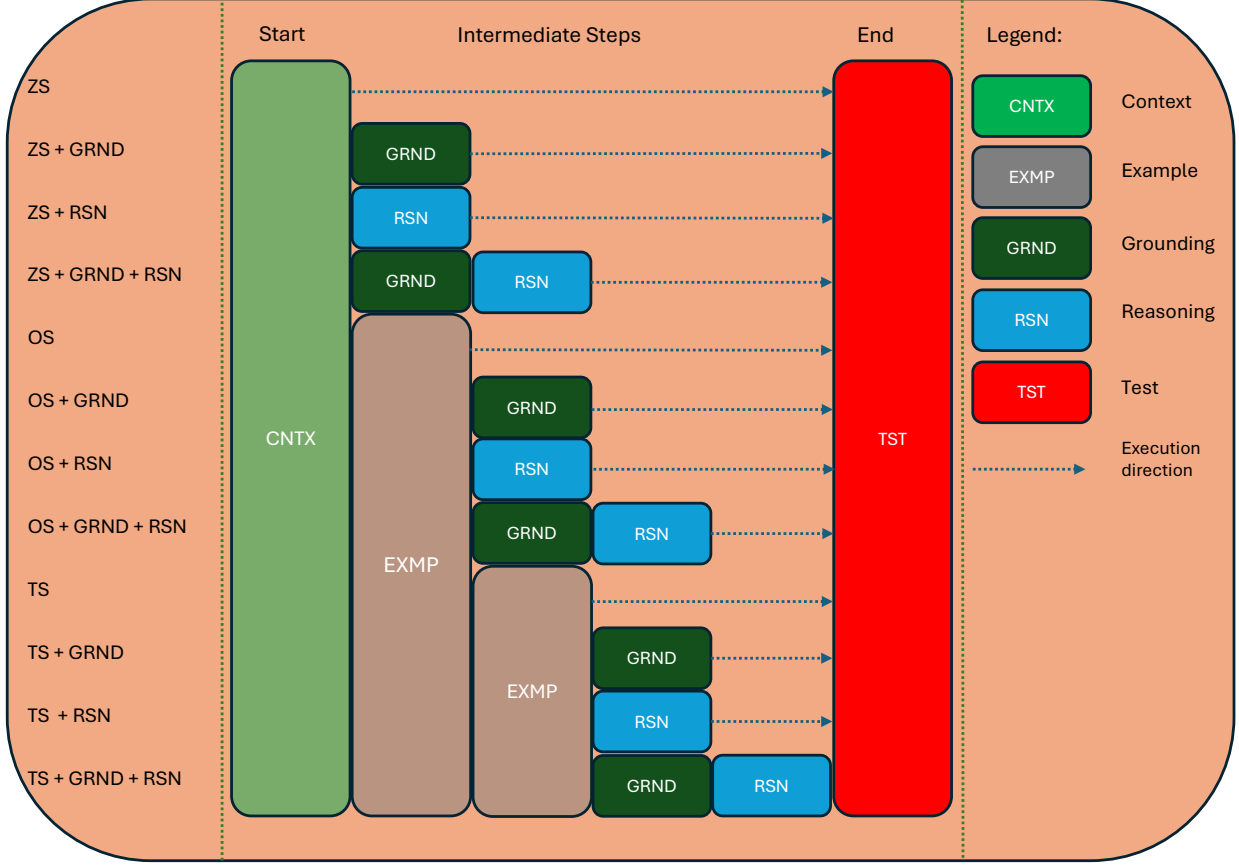 Start Intermediate Steps End Legend:
ZS
CNTX Context
ZS + GRND GRND
EXMP Example
ZS + RSN RSN
GRND Grounding
ZS + GRND + RSN GRND RSN
RSN Reasoning
OS
TST Test
OS + GRND GRND
CNTX TST
OS + RSN RSN
Execution
direction
OS + GRND + RSN GRND RSN
EXMP
TS
TS + GRND GRND
EXMP
TS + RSN RSN
TS + GRND + RSN GRND RSN